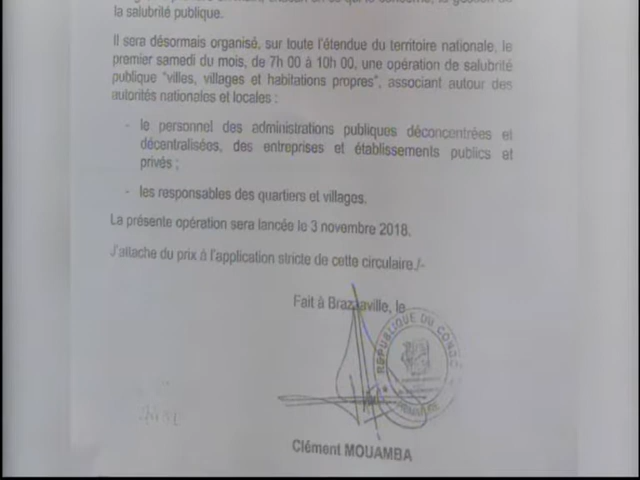 la salubrité publique.
Il sera désormais organisé, sur toute l'étendue du territoire nationale, le
premier samedi du mois, de 7h 00 à 10h 00, une opération de salubrité
publique "villes, villages et habitations propres", associant autour des
autorités nationales et locales :
- le personnel des administrations publiques déconcentrées et
décentralisées, des entreprises et établissements publics et
privés ;
- les responsables des quartiers et villages.
La présente opération sera lancée le 3 novembre 2018.
J'attache du prix à l'application stricte de cette circulaire./-
Fait à Brazzaville, le
REPUBLIQUE DU CONGO
Clément MOUAMBA